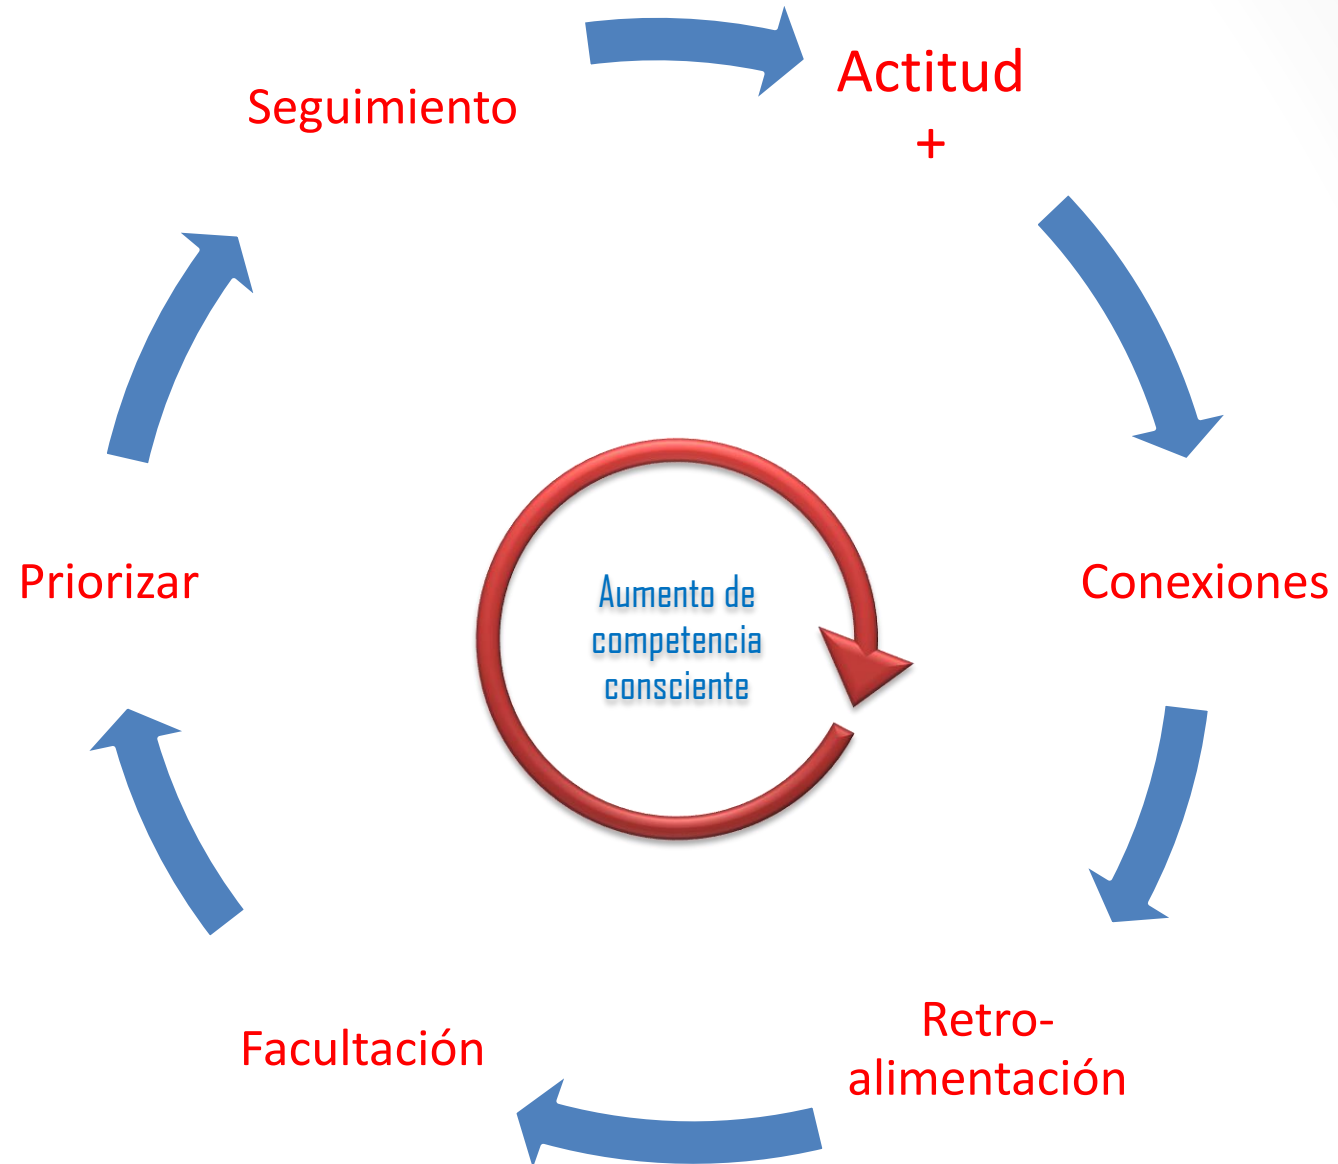 Seguimiento
Actitud
+
Priorizar
Aumento de
competencia
consciente
Conexiones
Facultación
Retro-
alimentación